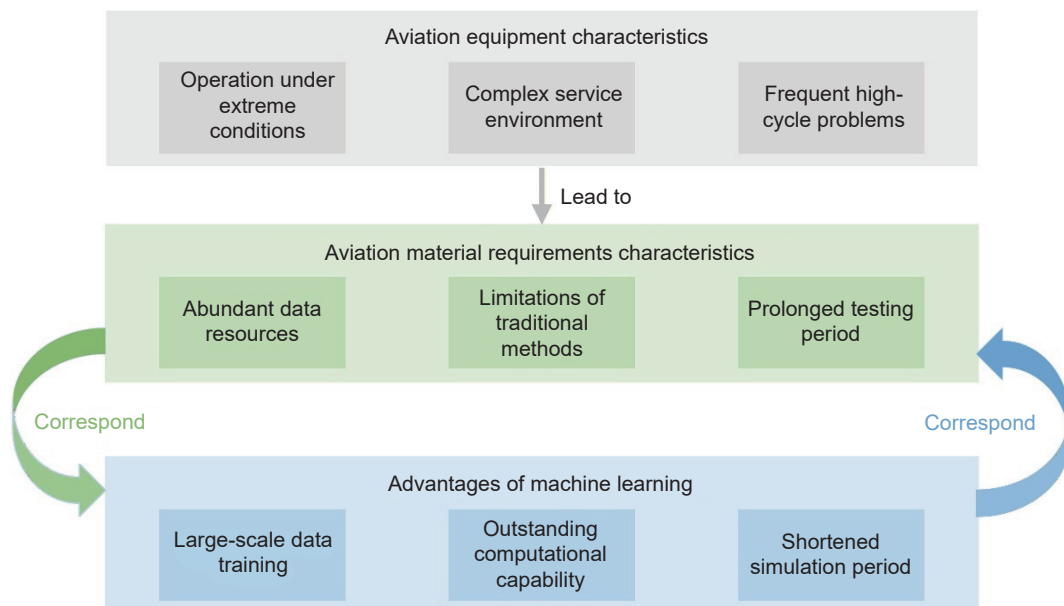 Aviation equipment characteristics
Operation under
extreme
conditions
Complex service
environment
Frequent high-
cycle problems
Lead to
Aviation material requirements characteristics
Abundant data
resources
Limitations of
traditional
methods
Prolonged testing
period
Correspond
Correspond
Advantages of machine learning
Large-scale data
training
Outstanding
computational
capability
Shortened
simulation period